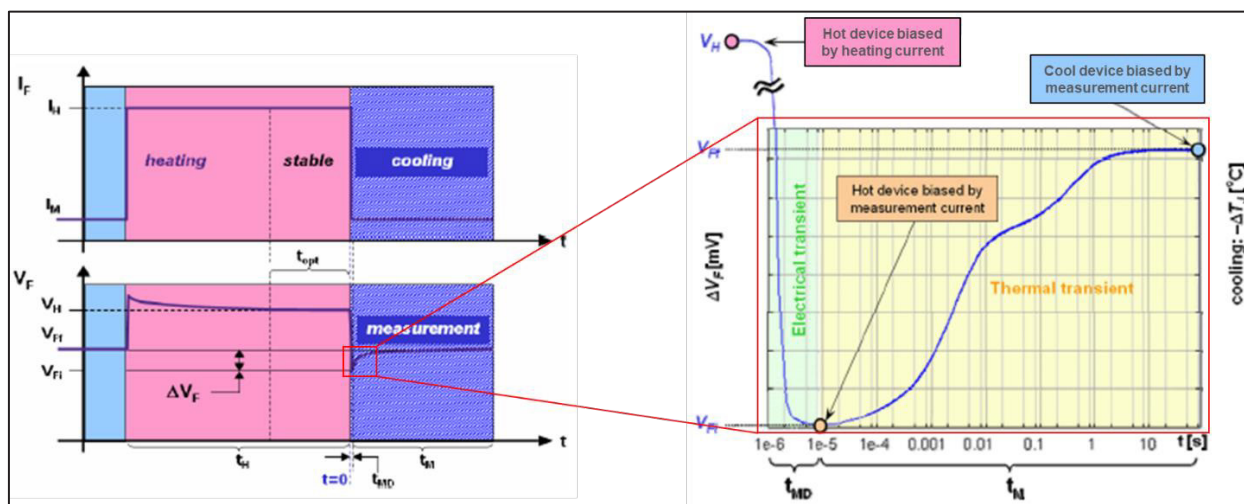 I_F
I_H
heating
stable
cooling
I_M
t
t_opt
V_F
V_H
V_Ff
V_Fi
ΔV_F
measurement
t
t_H
t=0
t_MD
t_M
V_H
Hot device biased
by heating current
Cool device biased by
measurement current
Hot device biased by
measurement current
ΔV_F [mV]
Electrical transient
Thermal transient
cooling: –ΔT_J [°C]
1e-6 1e-5 1e-4 0.001 0.01 0.1 1 10 t [s]
t_MD
t_M